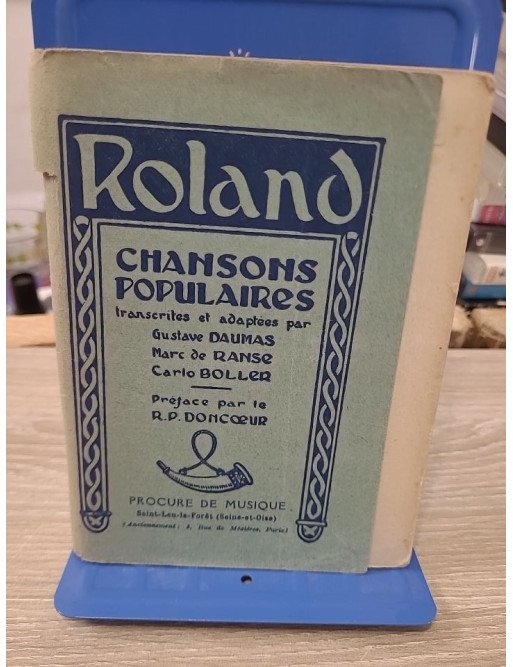 Roland
CHANSONS
POPULAIRES
transcrites et adaptées par
Gustave DAUMAS
Marc de RANSE
Carlo BOLLER
Préface par le
R.P. DONCŒUR
PROCURE DE MUSIQUE
Saint-Leu-la-Forêt (Seine-et-Oise)
(Anciennement: 5, Rue de Mézières, Paris)